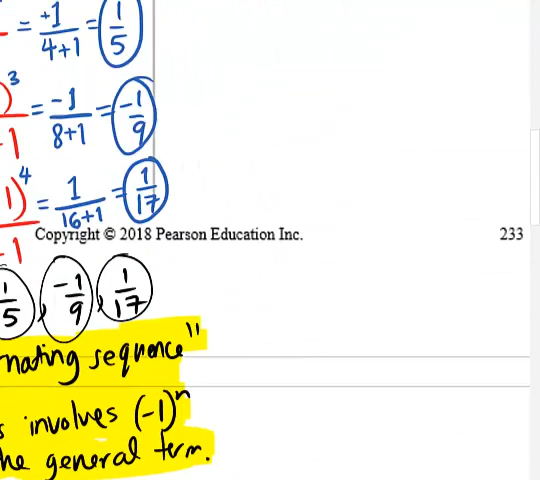 = +1/4+1 = 1/5
)³/-1 = -1/8+1 = -1/9
1)⁴/-1 = 1/16+1 = 1/17
Copyright © 2018 Pearson Education Inc. 233
1/5, -1/9, 1/17
nating sequence"
s involves (-1)ⁿ
he general term.